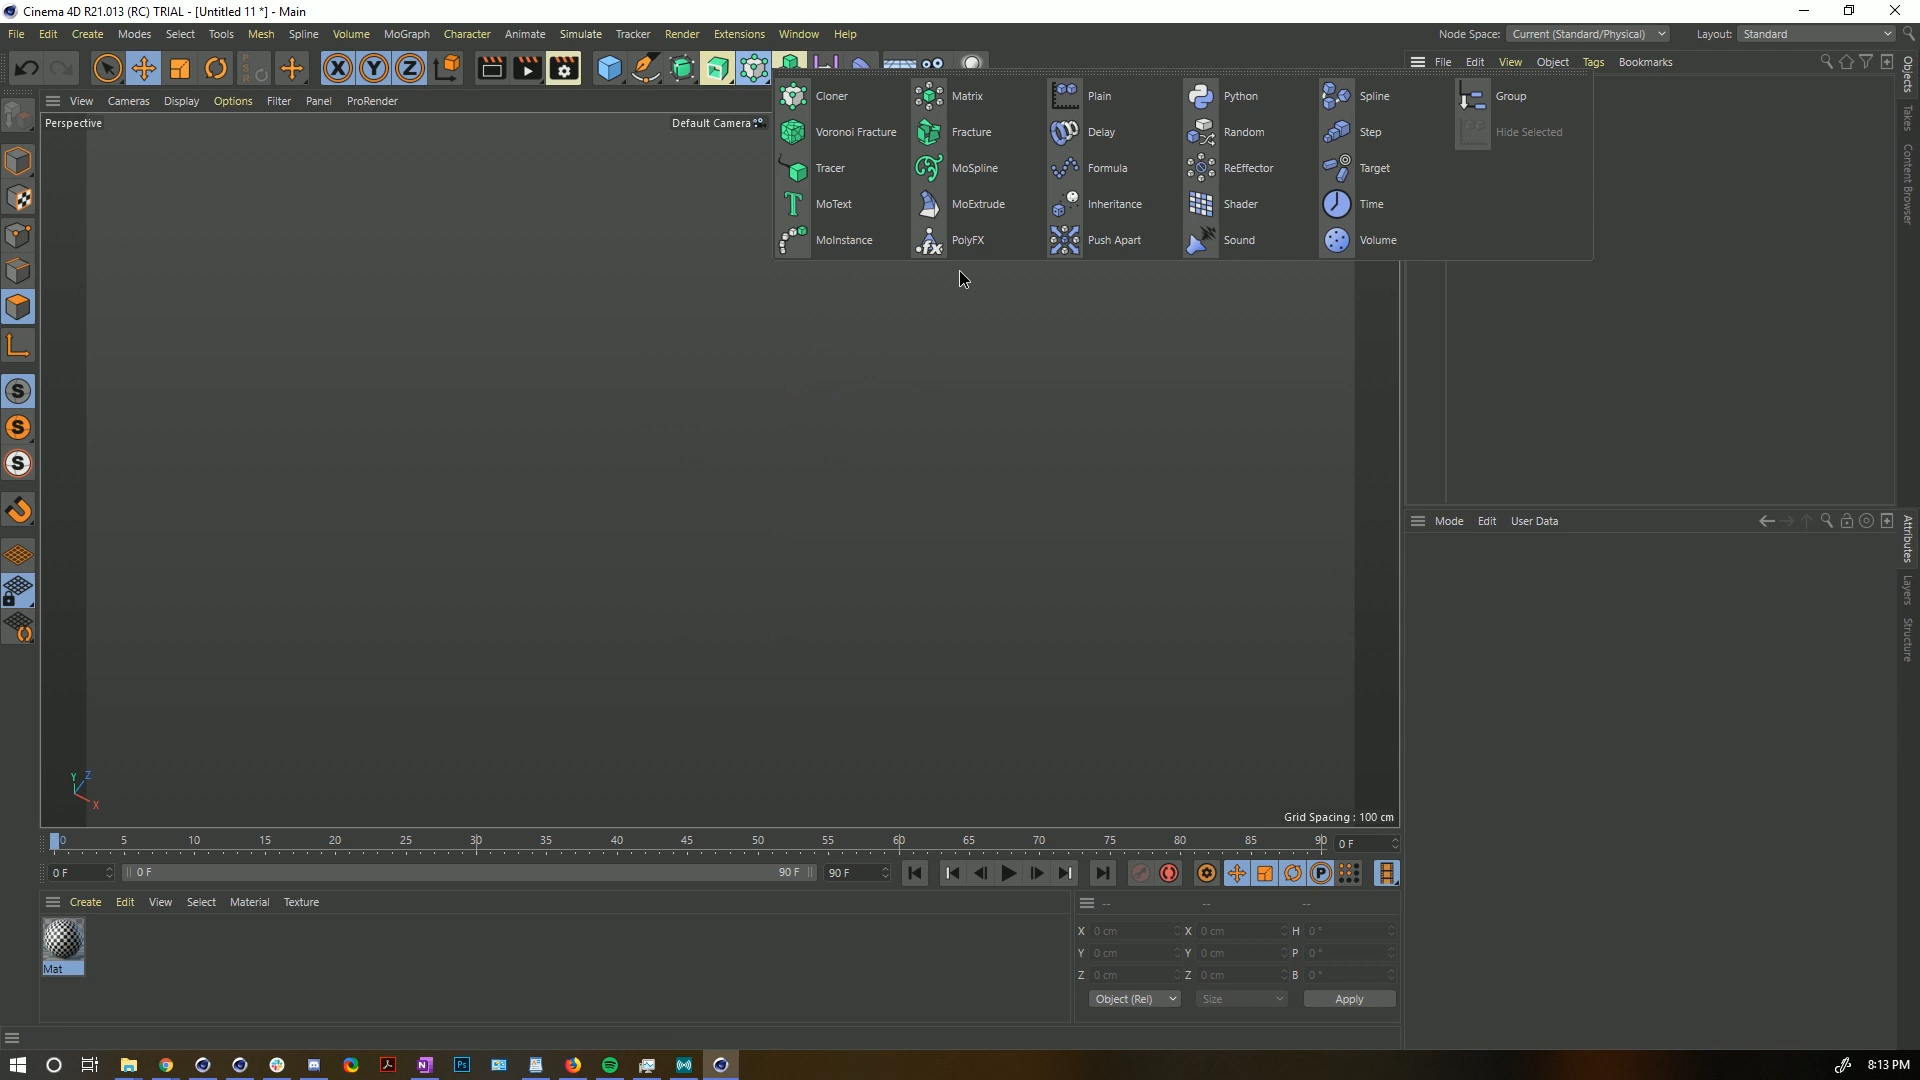 Cinema 4D R21.013 (RC) TRIAL - [Untitled 11 *] - Main
File Edit Create Modes Select Spline Volume MoGraph Character Animate Simulate Tracker Render Extensions Window Help
Node Space: Current (Standard/Physical) Layout: Standard
File Edit View Object Tags Bookmarks
View Cameras Display Options Filter Panel ProRender
Perspective
Default Camera
Cloner Matrix Plain Python Spline Group
Voronoi Fracture Fracture Delay Random Step Hide Selected
Tracer MoSpline Formula ReEffector Target
MoText MoExtrude Inheritance Shader Time
MoInstance PolyFX Push Apart Sound Volume
Objects
Takes
Content Browser
Mode Edit User Data
Attributes
Layers
Structure
Y Z X
Grid Spacing : 100 cm
0 5 10 15 20 25 30 35 40 45 50 55 60 65 70 75 80 85 90 0 F
0 F 0 F 90 F 90 F
Create Edit View Select Material Texture
-- -- --
Mat
X 0 cm X 0 cm H 0 °
Y 0 cm Y 0 cm P 0 °
Z 0 cm Z 0 cm B 0 °
Object (Rel) Size Apply
8:13 PM